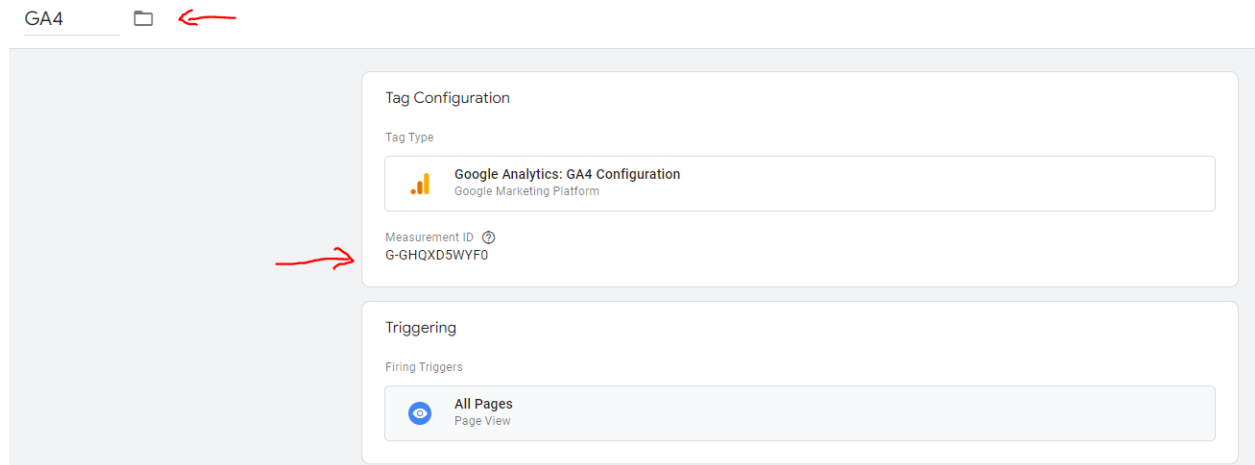 GA4
Tag Configuration
Tag Type
Google Analytics: GA4 Configuration
Google Marketing Platform
Measurement ID
G-GHQXD5WYF0
Triggering
Firing Triggers
All Pages
Page View